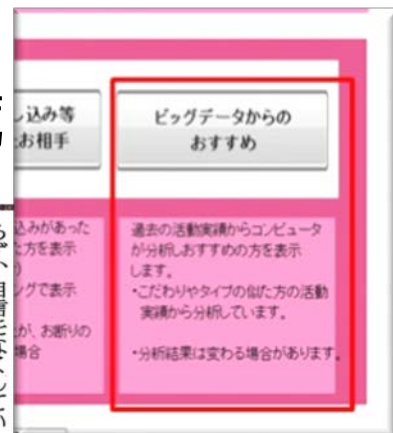 し込み等
たお相手
ビッグデータからの
おすすめ
込みがあった
た方を表示
ングで表示
が、お断りの
場合
過去の活動実績からコンピュータ
が分析しおすすめの方を表示
します。
・こだわりやタイプの似た方の活動
実績から分析しています。
・分析結果は変わる場合があります。